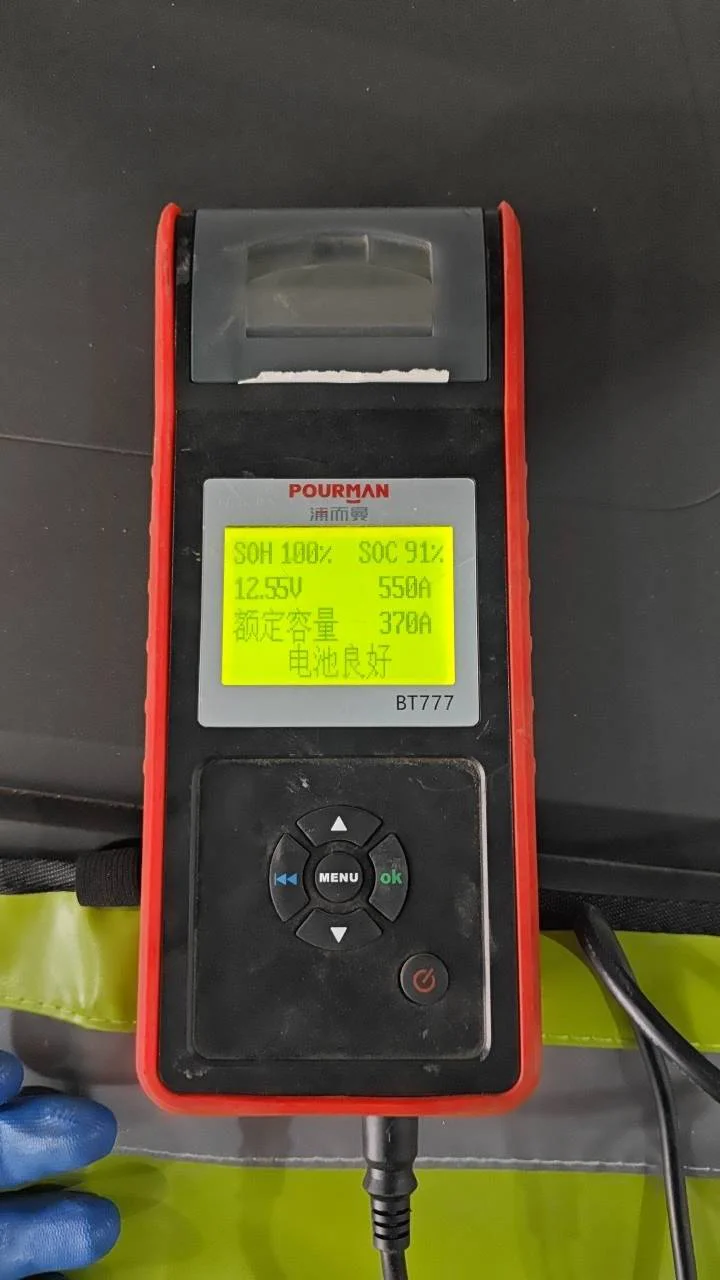 POURMAN
浦而曼
SOH 100% SOC 91%
12.55V 550A
额定容量 370A
电池良好
BT777
MENU
ok